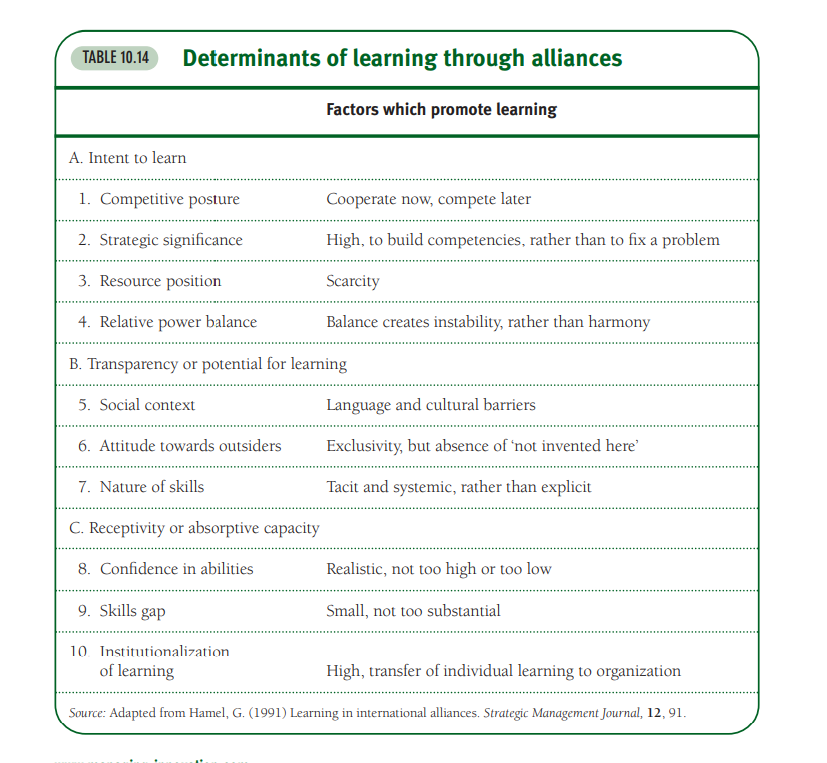 TABLE 10.14 Determinants of learning through alliances
Factors which promote learning
A. Intent to learn
1. Competitive posture Cooperate now, compete later
2. Strategic significance High, to build competencies, rather than to fix a problem
3. Resource position Scarcity
4. Relative power balance Balance creates instability, rather than harmony
B. Transparency or potential for learning
5. Social context Language and cultural barriers
6. Attitude towards outsiders Exclusivity, but absence of ‘not invented here’
7. Nature of skills Tacit and systemic, rather than explicit
C. Receptivity or absorptive capacity
8. Confidence in abilities Realistic, not too high or too low
9. Skills gap Small, not too substantial
10 Institutionalization
of learning High, transfer of individual learning to organization
Source: Adapted from Hamel, G. (1991) Learning in international alliances. Strategic Management Journal, 12, 91.